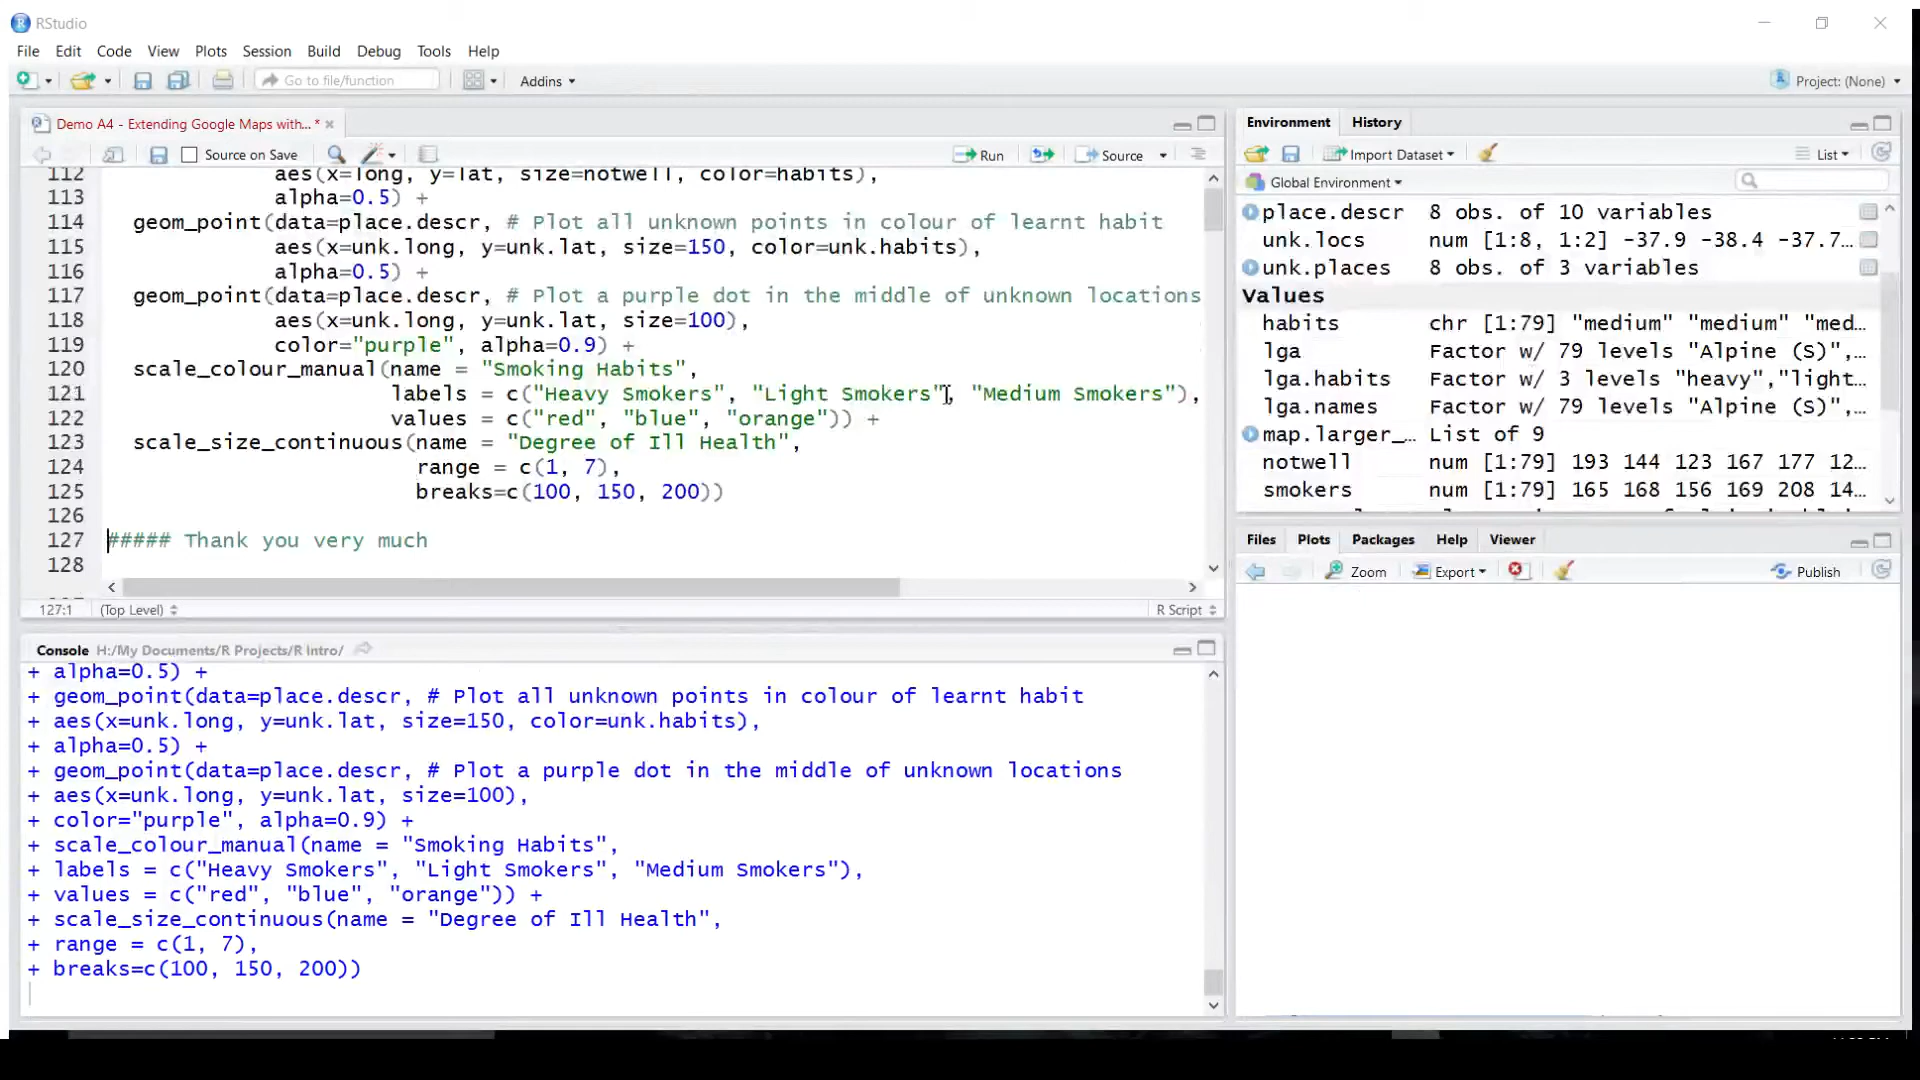 RStudio
File Edit Code View Plots Session Build Debug Tools Help
Go to file/function Addins Project: (None)
Demo A4 - Extending Google Maps with... *
Source on Save Run Source
112 aes(x=long, y=lat, size=notwell, color=habits),
113 alpha=0.5) +
114 geom_point(data=place.descr, # Plot all unknown points in colour of learnt habit
115 aes(x=unk.long, y=unk.lat, size=150, color=unk.habits),
116 alpha=0.5) +
117 geom_point(data=place.descr, # Plot a purple dot in the middle of unknown locations
118 aes(x=unk.long, y=unk.lat, size=100),
119 color="purple", alpha=0.9) +
120 scale_colour_manual(name = "Smoking Habits",
121 labels = c("Heavy Smokers", "Light Smokers", "Medium Smokers"),
122 values = c("red", "blue", "orange")) +
123 scale_size_continuous(name = "Degree of Ill Health",
124 range = c(1, 7),
125 breaks=c(100, 150, 200))
126
127 ##### Thank you very much
128
127:1 (Top Level) R Script
Console H:/My Documents/R Projects/R Intro/
+ alpha=0.5) +
+ geom_point(data=place.descr, # Plot all unknown points in colour of learnt habit
+ aes(x=unk.long, y=unk.lat, size=150, color=unk.habits),
+ alpha=0.5) +
+ geom_point(data=place.descr, # Plot a purple dot in the middle of unknown locations
+ aes(x=unk.long, y=unk.lat, size=100),
+ color="purple", alpha=0.9) +
+ scale_colour_manual(name = "Smoking Habits",
+ labels = c("Heavy Smokers", "Light Smokers", "Medium Smokers"),
+ values = c("red", "blue", "orange")) +
+ scale_size_continuous(name = "Degree of Ill Health",
+ range = c(1, 7),
+ breaks=c(100, 150, 200))
Environment History
Import Dataset List
Global Environment
place.descr 8 obs. of 10 variables
unk.locs num [1:8, 1:2] -37.9 -38.4 -37.7...
unk.places 8 obs. of 3 variables
Values
habits chr [1:79] "medium" "medium" "med...
lga Factor w/ 79 levels "Alpine (S)",...
lga.habits Factor w/ 3 levels "heavy","light...
lga.names Factor w/ 79 levels "Alpine (S)",...
map.larger_... List of 9
notwell num [1:79] 193 144 123 167 177 12...
smokers num [1:79] 165 168 156 169 208 14...
Files Plots Packages Help Viewer
Zoom Export Publish